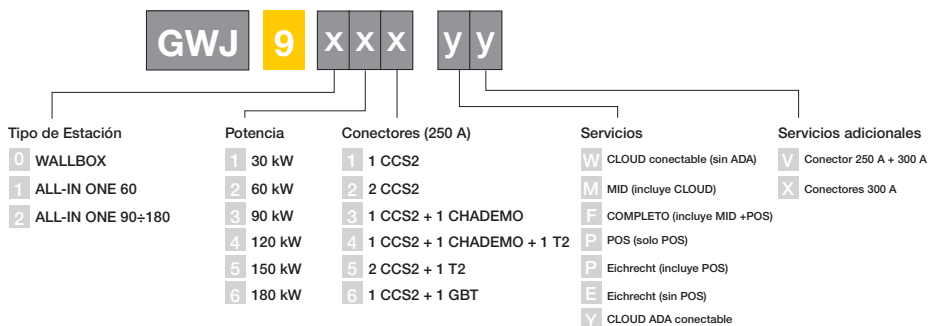 GWJ 9 x x x y y
Tipo de Estación
0 WALLBOX
1 ALL-IN ONE 60
2 ALL-IN ONE 90÷180
Potencia
1 30 kW
2 60 kW
3 90 kW
4 120 kW
5 150 kW
6 180 kW
Conectores (250 A)
1 1 CCS2
2 2 CCS2
3 1 CCS2 + 1 CHADEMO
4 1 CCS2 + 1 CHADEMO + 1 T2
5 2 CCS2 + 1 T2
6 1 CCS2 + 1 GBT
Servicios
W CLOUD conectable (sin ADA)
M MID (incluye CLOUD)
F COMPLETO (incluye MID +POS)
P POS (solo POS)
P Eichrecht (incluye POS)
E Eichrecht (sin POS)
Y CLOUD ADA conectable
Servicios adicionales
V Conector 250 A + 300 A
X Conectores 300 A